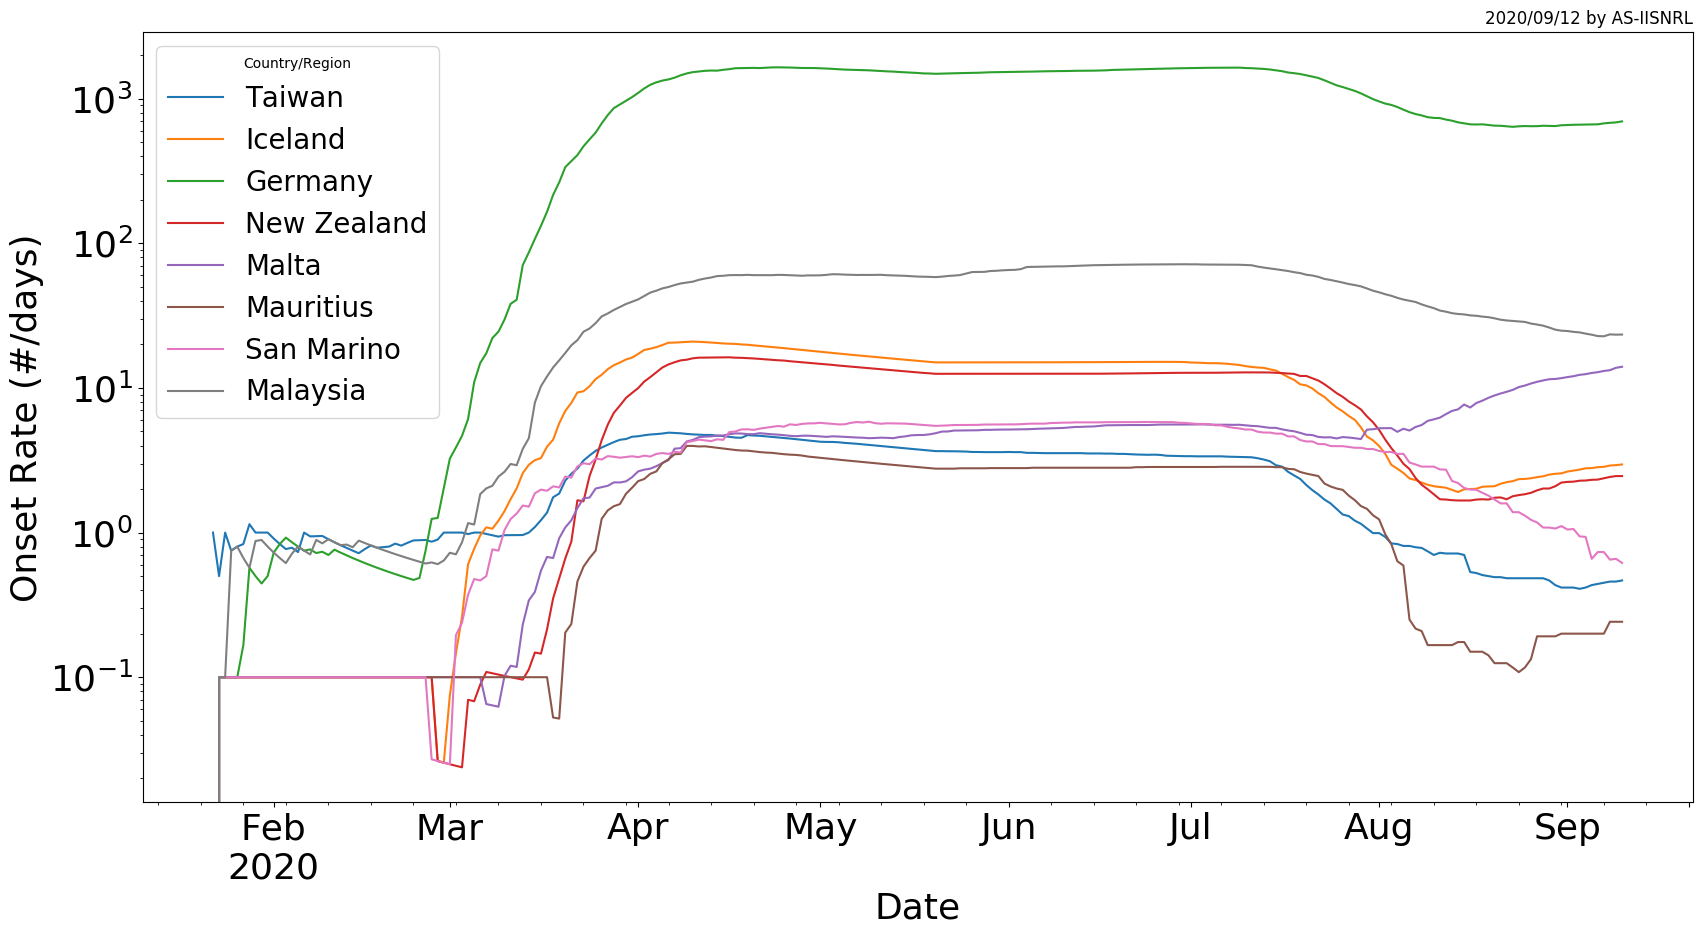 2020/09/12 by AS-IISNRL
Country/Region
Taiwan
Iceland
Germany
New Zealand
Malta
Mauritius
San Marino
Malaysia
Onset Rate (#/days)
10³
10²
10¹
10⁰
10⁻¹
Feb Mar Apr May Jun Jul Aug Sep
2020
Date